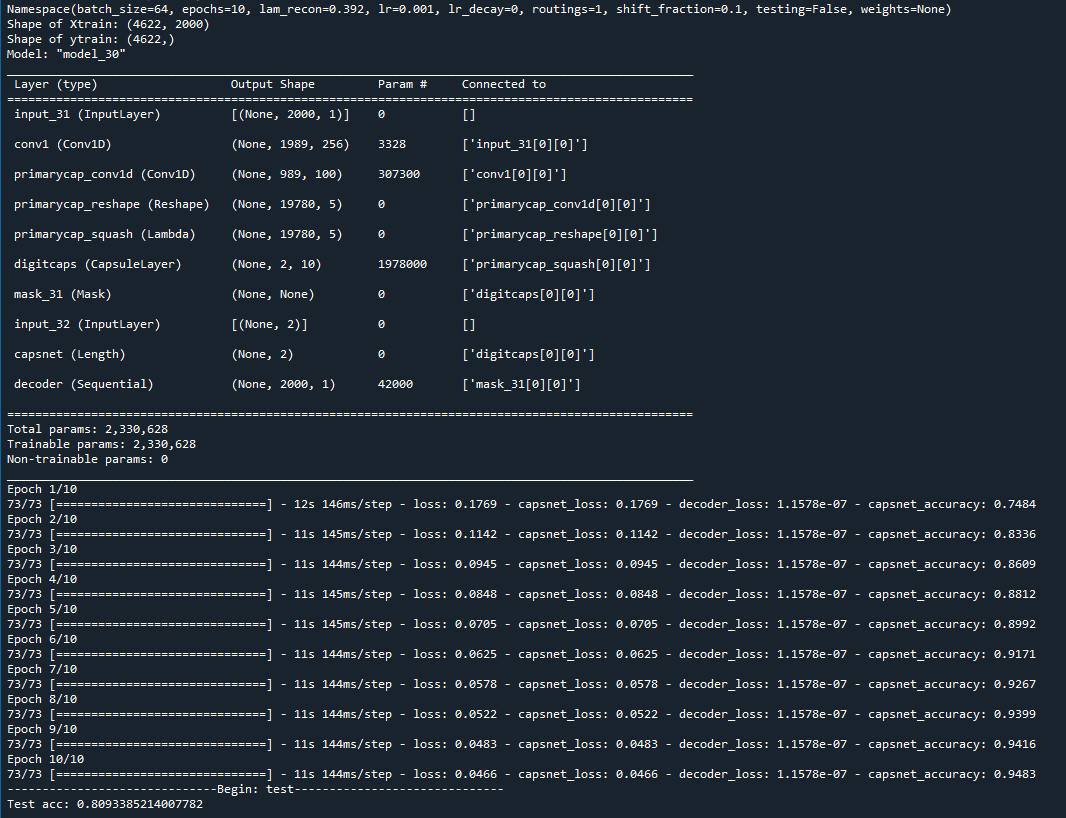 Namespace(batch_size=64, epochs=10, lam_recon=0.392, lr=0.001, lr_decay=0, routings=1, shift_fraction=0.1, testing=False, weights=None)
Shape of Xtrain: (4622, 2000)
Shape of ytrain: (4622,)
Model: "model_30"
__________________________________________________________________________________________________
Layer (type) Output Shape Param # Connected to
==================================================================================================
input_31 (InputLayer) [(None, 2000, 1)] 0 []
conv1 (Conv1D) (None, 1989, 256) 3328 ['input_31[0][0]']
primarycap_conv1d (Conv1D) (None, 989, 100) 307300 ['conv1[0][0]']
primarycap_reshape (Reshape) (None, 19780, 5) 0 ['primarycap_conv1d[0][0]']
primarycap_squash (Lambda) (None, 19780, 5) 0 ['primarycap_reshape[0][0]']
digitcaps (CapsuleLayer) (None, 2, 10) 1978000 ['primarycap_squash[0][0]']
mask_31 (Mask) (None, None) 0 ['digitcaps[0][0]']
input_32 (InputLayer) [(None, 2)] 0 []
capsnet (Length) (None, 2) 0 ['digitcaps[0][0]']
decoder (Sequential) (None, 2000, 1) 42000 ['mask_31[0][0]']
==================================================================================================
Total params: 2,330,628
Trainable params: 2,330,628
Non-trainable params: 0
__________________________________________________________________________________________________
Epoch 1/10
73/73 [==============================] - 12s 146ms/step - loss: 0.1769 - capsnet_loss: 0.1769 - decoder_loss: 1.1578e-07 - capsnet_accuracy: 0.7484
Epoch 2/10
73/73 [==============================] - 11s 145ms/step - loss: 0.1142 - capsnet_loss: 0.1142 - decoder_loss: 1.1578e-07 - capsnet_accuracy: 0.8336
Epoch 3/10
73/73 [==============================] - 11s 144ms/step - loss: 0.0945 - capsnet_loss: 0.0945 - decoder_loss: 1.1578e-07 - capsnet_accuracy: 0.8609
Epoch 4/10
73/73 [==============================] - 11s 145ms/step - loss: 0.0848 - capsnet_loss: 0.0848 - decoder_loss: 1.1578e-07 - capsnet_accuracy: 0.8812
Epoch 5/10
73/73 [==============================] - 11s 145ms/step - loss: 0.0705 - capsnet_loss: 0.0705 - decoder_loss: 1.1578e-07 - capsnet_accuracy: 0.8992
Epoch 6/10
73/73 [==============================] - 11s 144ms/step - loss: 0.0625 - capsnet_loss: 0.0625 - decoder_loss: 1.1578e-07 - capsnet_accuracy: 0.9171
Epoch 7/10
73/73 [==============================] - 11s 144ms/step - loss: 0.0578 - capsnet_loss: 0.0578 - decoder_loss: 1.1578e-07 - capsnet_accuracy: 0.9267
Epoch 8/10
73/73 [==============================] - 11s 144ms/step - loss: 0.0522 - capsnet_loss: 0.0522 - decoder_loss: 1.1578e-07 - capsnet_accuracy: 0.9399
Epoch 9/10
73/73 [==============================] - 11s 144ms/step - loss: 0.0483 - capsnet_loss: 0.0483 - decoder_loss: 1.1578e-07 - capsnet_accuracy: 0.9416
Epoch 10/10
73/73 [==============================] - 11s 144ms/step - loss: 0.0466 - capsnet_loss: 0.0466 - decoder_loss: 1.1578e-07 - capsnet_accuracy: 0.9483
------------------------------Begin: test------------------------------
Test acc: 0.8093385214007782